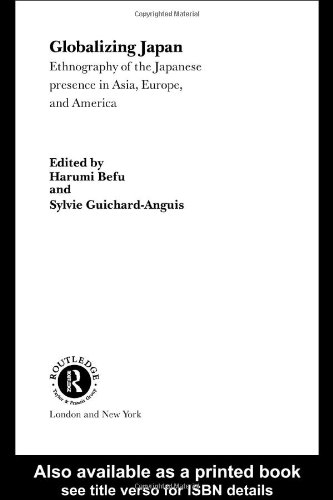 Globalizing Japan
Ethnography of the Japanese
presence in Asia, Europe,
and America
Edited by
Harumi Befu
and
Sylvie Guichard-Anguis
ROUTLEDGE
R
Taylor & Francis Group
London and New York
Also available as a printed book
see title verso for ISBN details